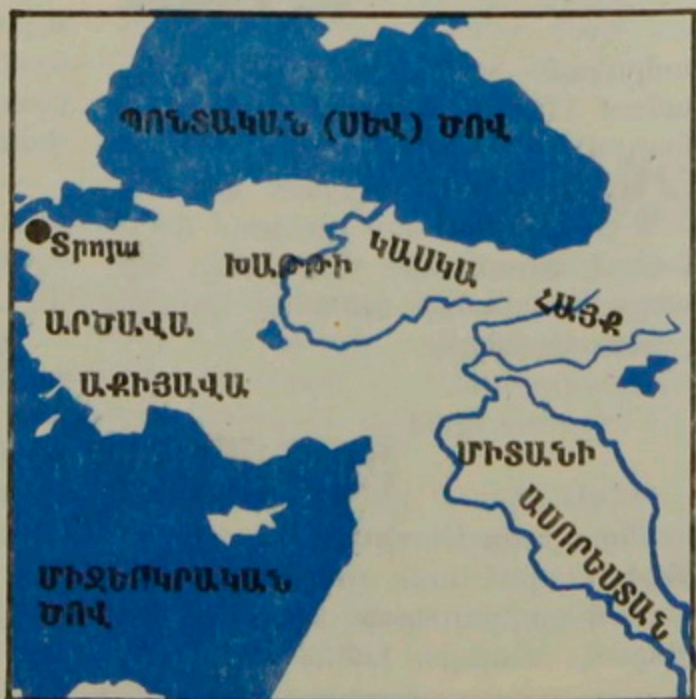 ՊՈՆՏԱԿԱՆ (ՍԵՎ) ԾՈՎ
Տրոյա
ԽԱԹԹԻ
ԿԱՍԿԱ
ՀԱՅՔ
ԱՐԾԱՎԱ
ԱՔԻՅԱՎԱ
ՄԻՏԱՆԻ
ԱՍՈՐԵՍՏԱՆ
ՄԻՋԵՐԿՐԱԿԱՆ
ԾՈՎ